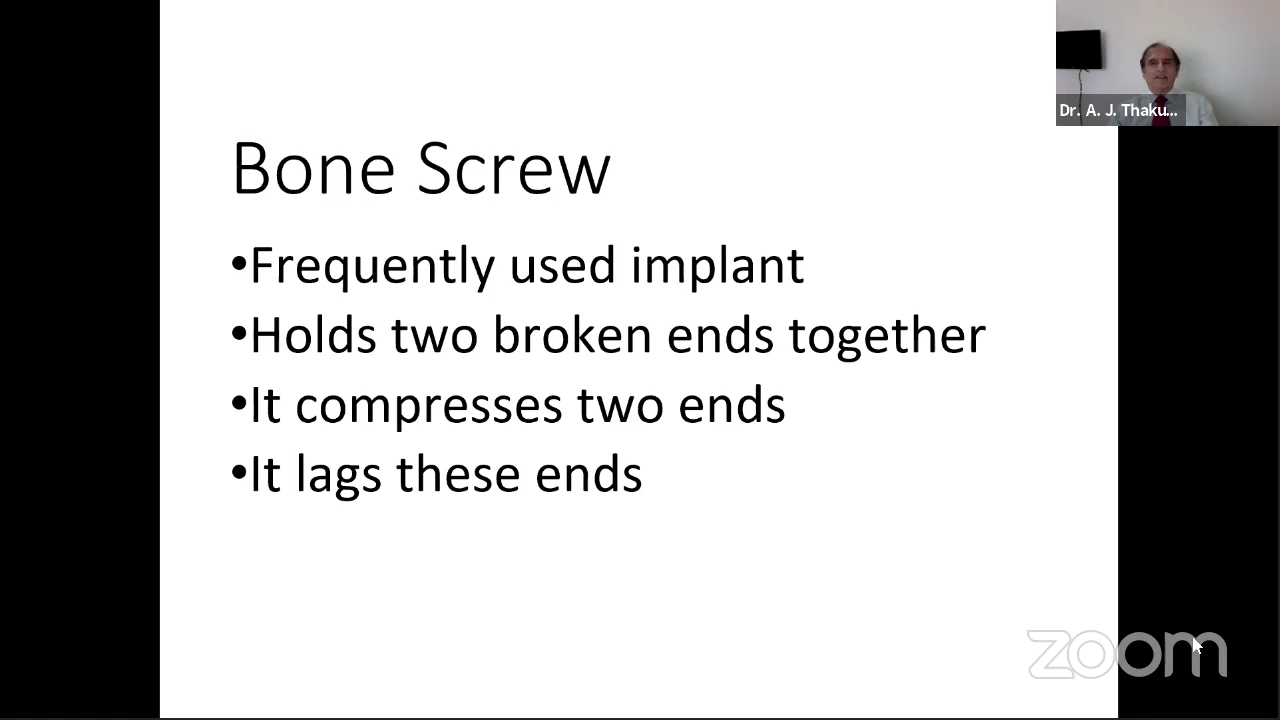 Dr. A. J. Thaku...
Bone Screw
•Frequently used implant
•Holds two broken ends together
•It compresses two ends
•It lags these ends
zoom